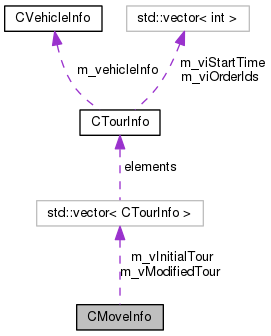 CVehicleInfo
std::vector< int >
m_vehicleInfo
m_viStartTime
m_viOrderIds
CTourInfo
elements
std::vector< CTourInfo >
m_vInitialTour
m_vModifiedTour
CMoveInfo